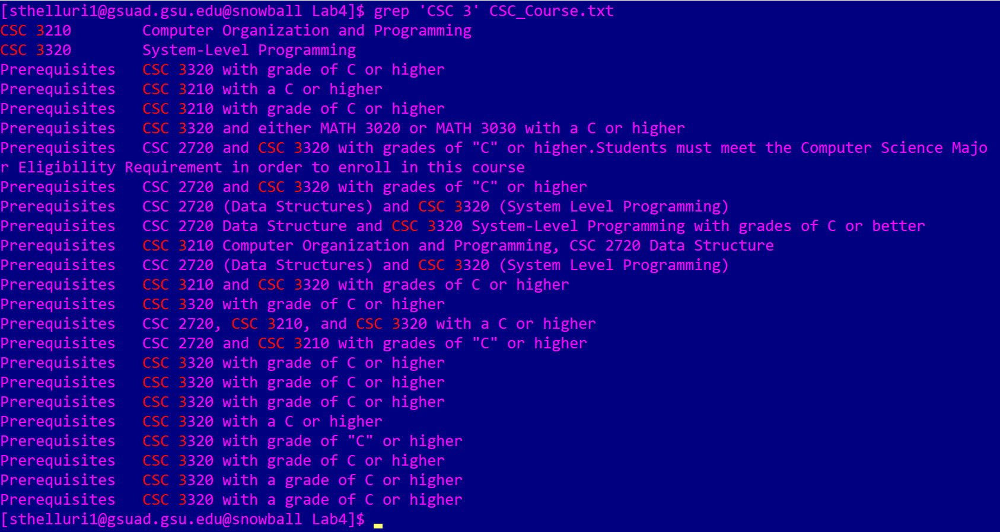 [sthelluri1@gsuad.gsu.edu@snowball Lab4]$ grep 'CSC 3' CSC_Course.txt
CSC 3210        Computer Organization and Programming
CSC 3320        System-Level Programming
Prerequisites   CSC 3320 with grade of C or higher
Prerequisites   CSC 3210 with a C or higher
Prerequisites   CSC 3210 with grade of C or higher
Prerequisites   CSC 3320 and either MATH 3020 or MATH 3030 with a C or higher
Prerequisites   CSC 2720 and CSC 3320 with grades of "C" or higher.Students must meet the Computer Science Majo
r Eligibility Requirement in order to enroll in this course
Prerequisites   CSC 2720 and CSC 3320 with grades of "C" or higher
Prerequisites   CSC 2720 (Data Structures) and CSC 3320 (System Level Programming)
Prerequisites   CSC 2720 Data Structure and CSC 3320 System-Level Programming with grades of C or better
Prerequisites   CSC 3210 Computer Organization and Programming, CSC 2720 Data Structure
Prerequisites   CSC 2720 (Data Structures) and CSC 3320 (System Level Programming)
Prerequisites   CSC 3210 and CSC 3320 with grades of C or higher
Prerequisites   CSC 3320 with grade of C or higher
Prerequisites   CSC 2720, CSC 3210, and CSC 3320 with a C or higher
Prerequisites   CSC 2720 and CSC 3210 with grades of "C" or higher
Prerequisites   CSC 3320 with grade of C or higher
Prerequisites   CSC 3320 with grade of C or higher
Prerequisites   CSC 3320 with grade of C or higher
Prerequisites   CSC 3320 with a C or higher
Prerequisites   CSC 3320 with grade of "C" or higher
Prerequisites   CSC 3320 with grade of C or higher
Prerequisites   CSC 3320 with a grade of C or higher
Prerequisites   CSC 3320 with a grade of C or higher
[sthelluri1@gsuad.gsu.edu@snowball Lab4]$